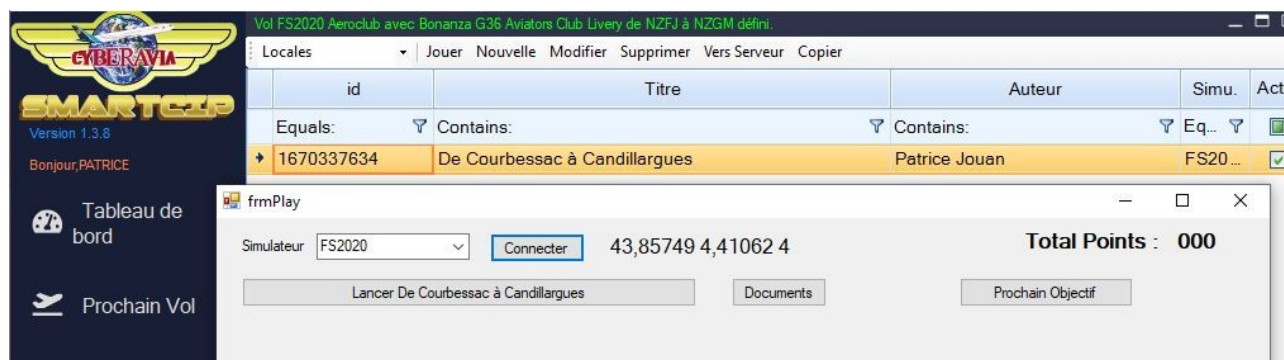 Vol FS2020 Aeroclub avec Bonanza G36 Aviators Club Livery de NZFJ à NZGM défini.
CYBERAVIA
SMARTCIP
Version 1.3.8
Bonjour,PATRICE
Tableau de
bord
Prochain Vol
Locales Jouer Nouvelle Modifier Supprimer Vers Serveur Copier
id Titre Auteur Simu. Act
Equals: Contains: Contains: Eq...
1670337634 De Courbessac à Candillargues Patrice Jouan FS20...
frmPlay
Simulateur FS2020 Connecter 43,85749 4,41062 4 Total Points : 000
Lancer De Courbessac à Candillargues Documents Prochain Objectif